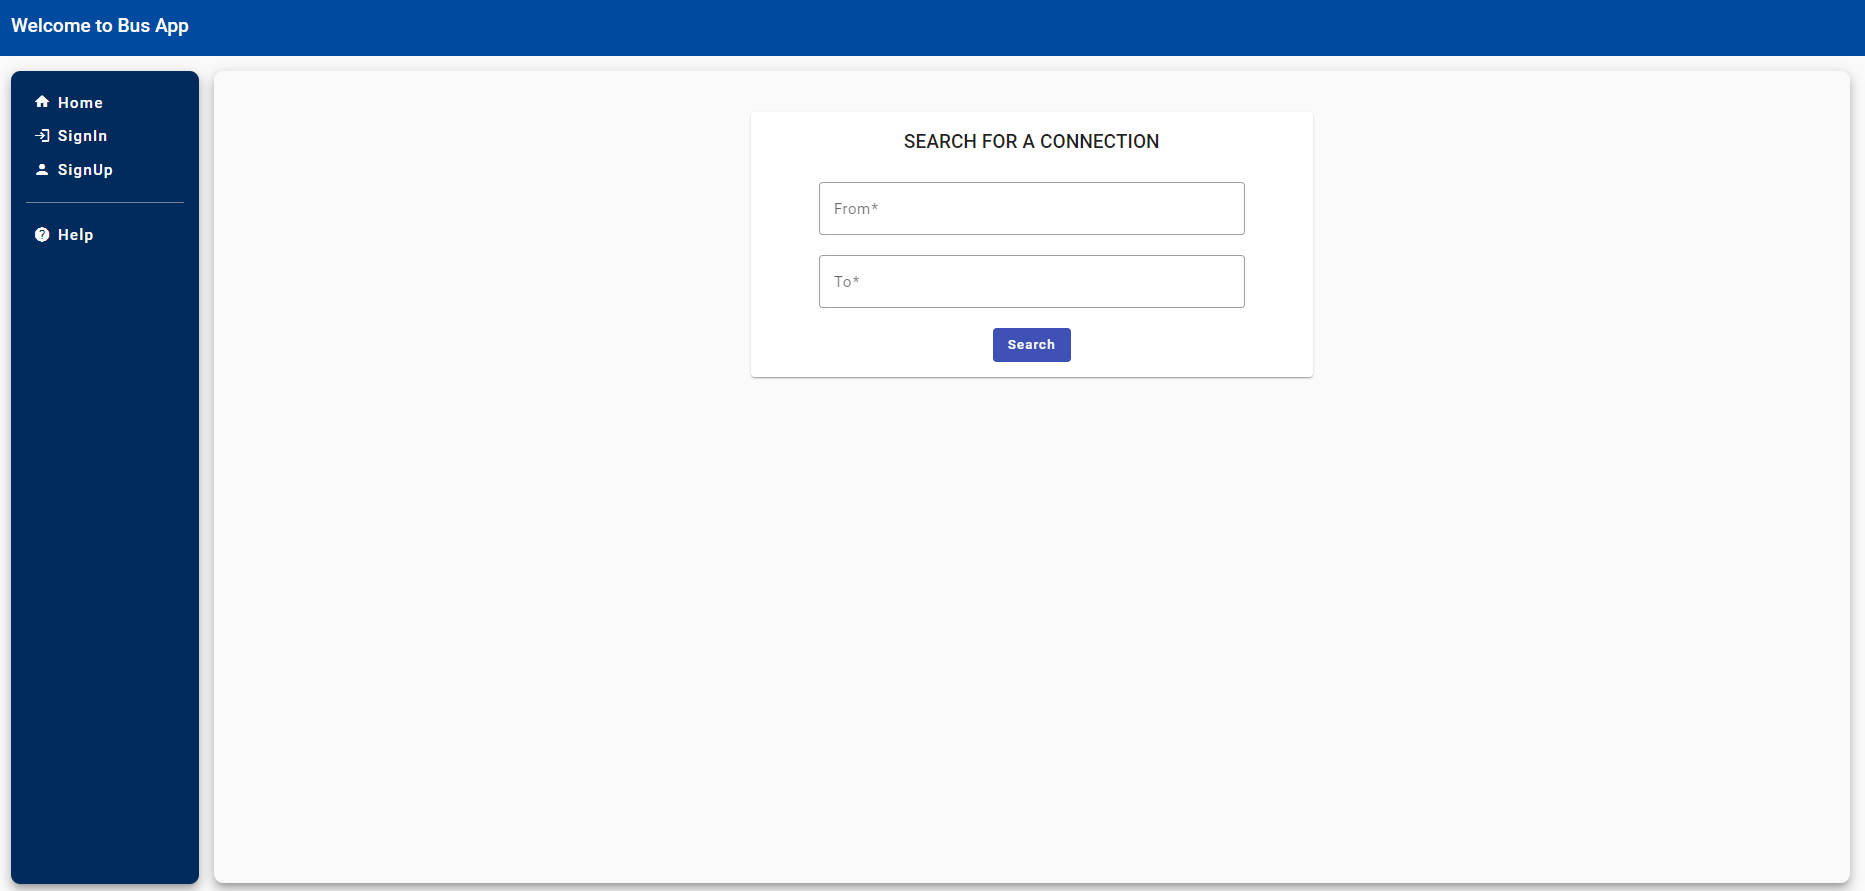 Welcome to Bus App
Home
SignIn
SignUp
Help
SEARCH FOR A CONNECTION
From*
To*
Search